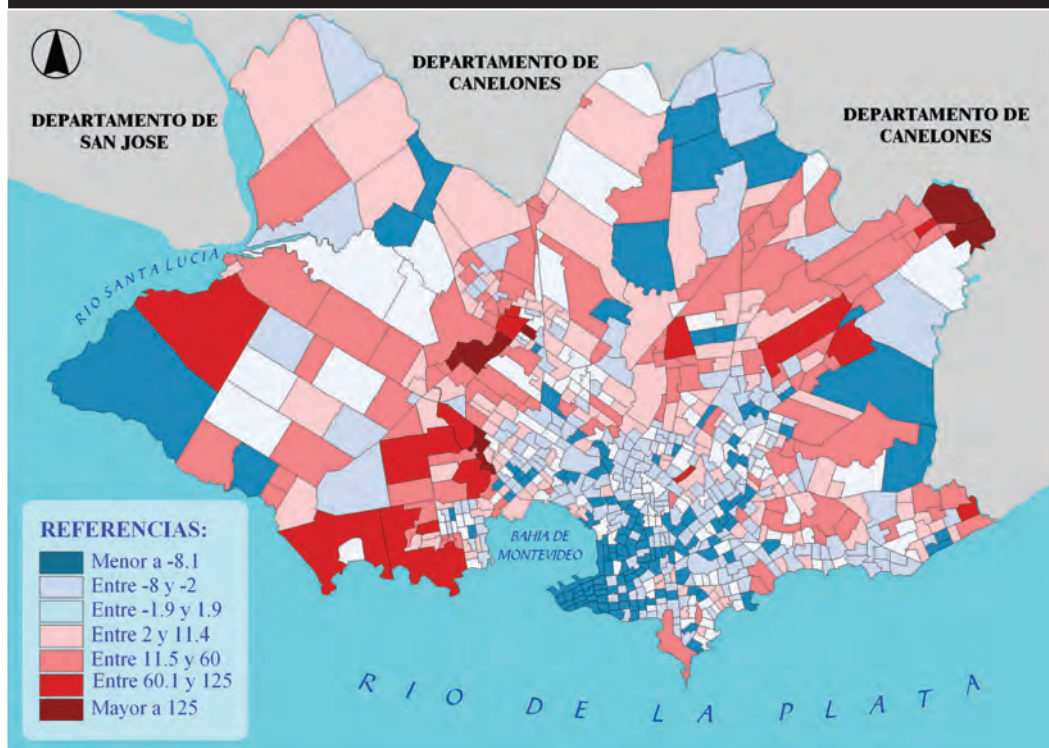 DEPARTAMENTO DE
CANELONES
DEPARTAMENTO DE
SAN JOSE
DEPARTAMENTO DE
CANELONES
RIO SANTA LUCIA
BAHIA DE
MONTEVIDEO
REFERENCIAS:
Menor a -8.1
Entre -8 y -2
Entre -1.9 y 1.9
Entre 2 y 11.4
Entre 11.5 y 60
Entre 60.1 y 125
Mayor a 125
RIO DE LA PLATA